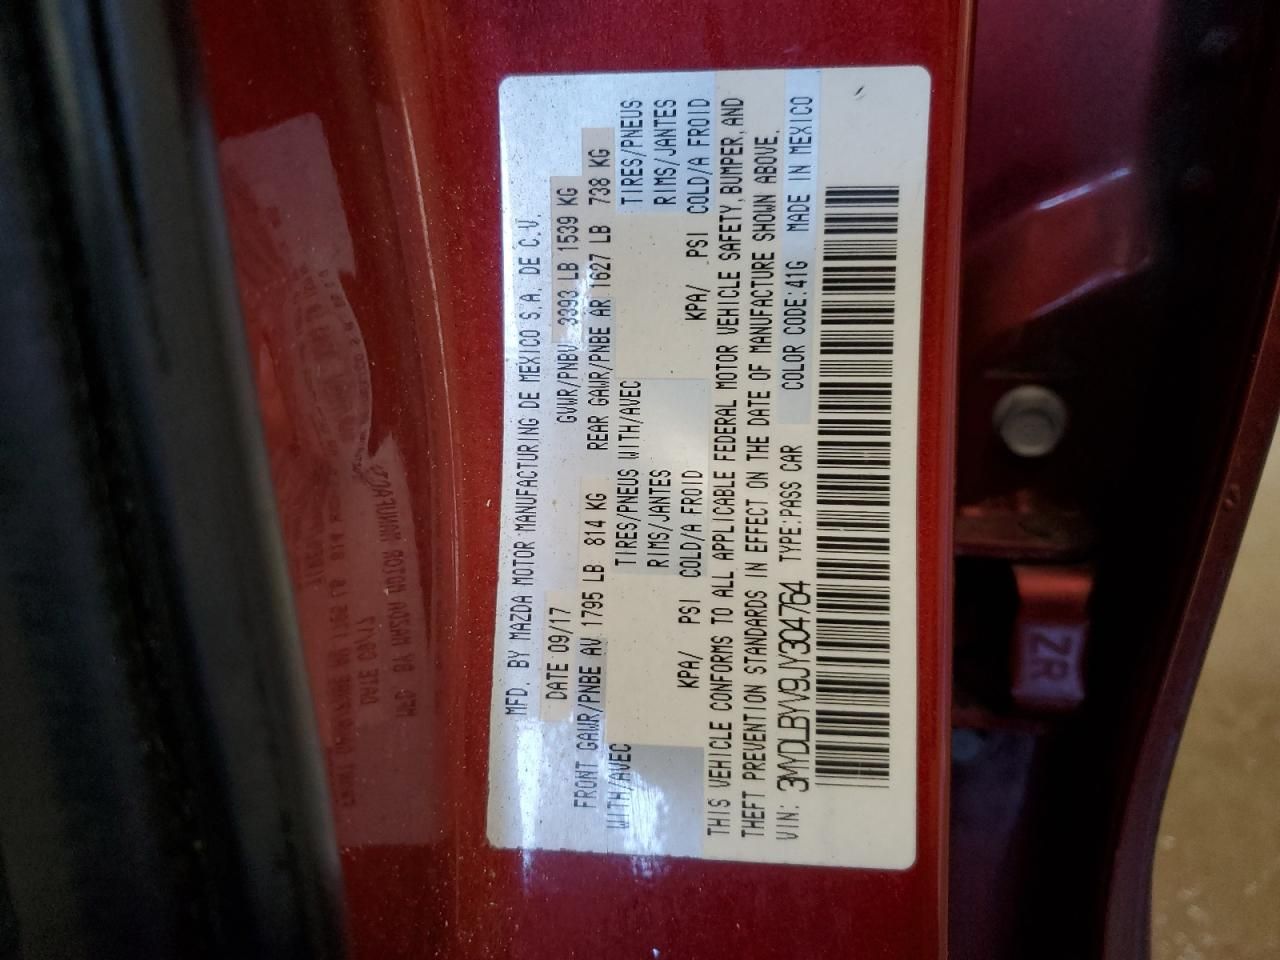 MFD. BY MAZDA MOTOR MANUFACTURING DE MEXICO S.A. DE C.V.
DATE 09/17 GVWR/PNBV 3393 LB 1539 KG
FRONT GAWR/PNBE AV 1795 LB 814 KG REAR GAWR/PNBE AR 1627 LB 738 KG
WITH/AVEC TIRES/PNEUS WITH/AVEC TIRES/PNEUS
RIMS/JANTES RIMS/JANTES
KPA/ PSI COLD/A FROID KPA/ PSI COLD/A FROID
THIS VEHICLE CONFORMS TO ALL APPLICABLE FEDERAL MOTOR VEHICLE SAFETY, BUMPER, AND
THEFT PREVENTION STANDARDS IN EFFECT ON THE DATE OF MANUFACTURE SHOWN ABOVE.
VIN: 3MYDLBYV9JY304764 TYPE:PASS CAR COLOR CODE:41G MADE IN MEXICO
ZR